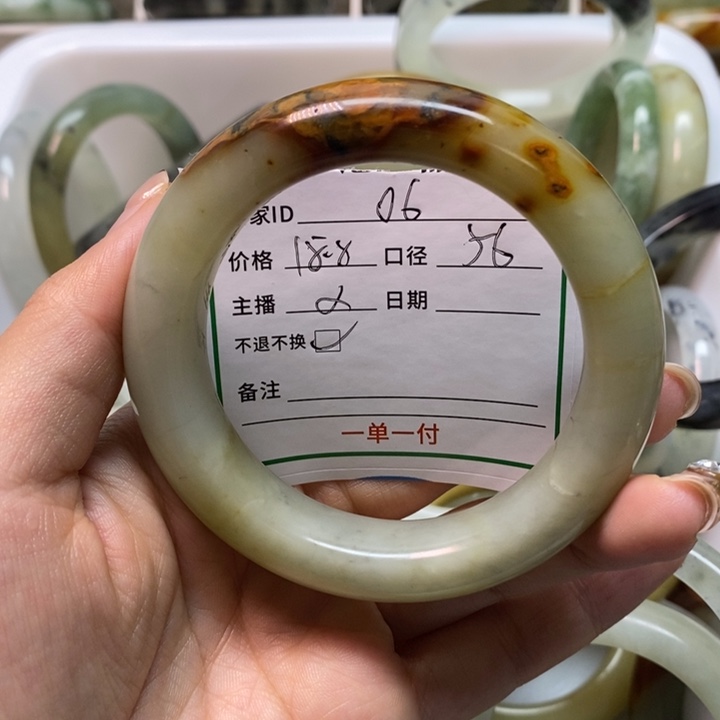 家ID 06
价格 188 口径 56
主播 2 日期
不退不换
备注
一单一付